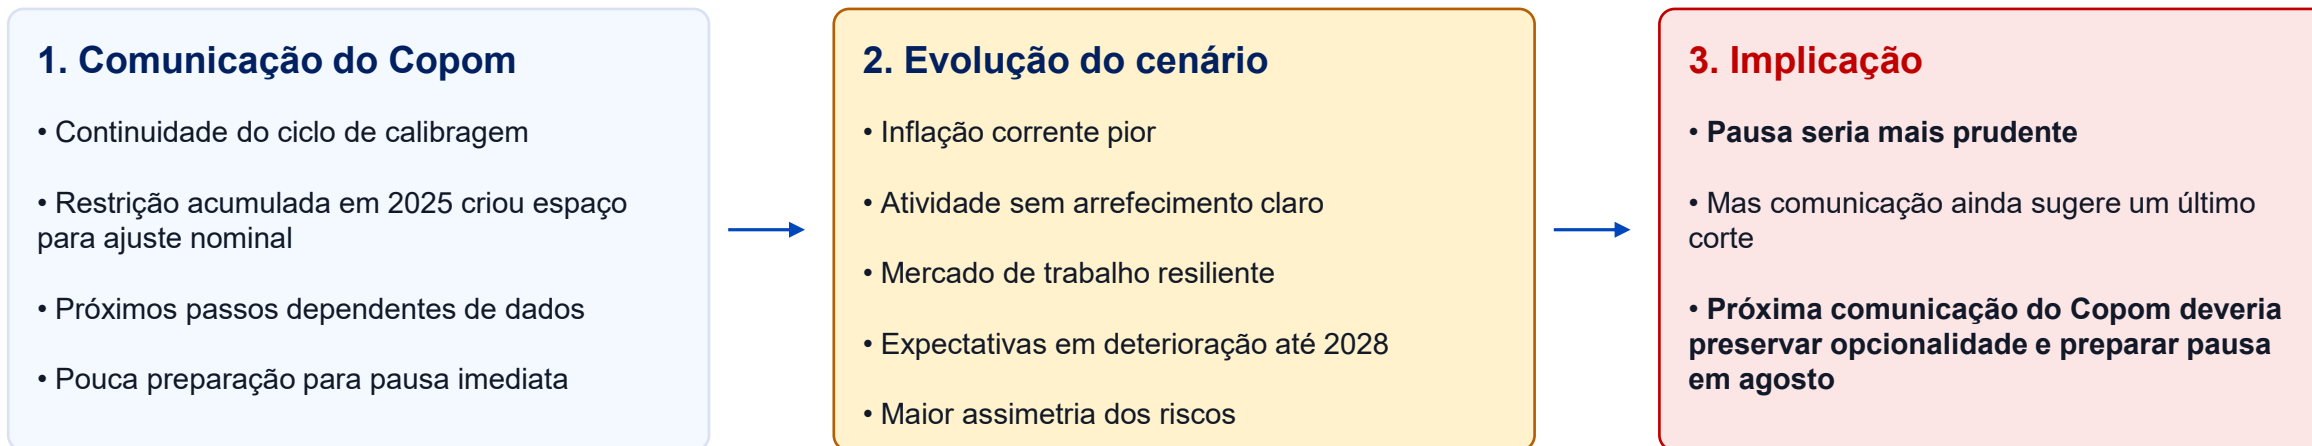 1. Comunicação do Copom
• Continuidade do ciclo de calibragem
• Restrição acumulada em 2025 criou espaço
para ajuste nominal
• Próximos passos dependentes de dados
• Pouca preparação para pausa imediata
2. Evolução do cenário
• Inflação corrente pior
• Atividade sem arrefecimento claro
• Mercado de trabalho resiliente
• Expectativas em deterioração até 2028
• Maior assimetria dos riscos
3. Implicação
• Pausa seria mais prudente
• Mas comunicação ainda sugere um último
corte
• Próxima comunicação do Copom deveria
preservar opcionalidade e preparar pausa
em agosto